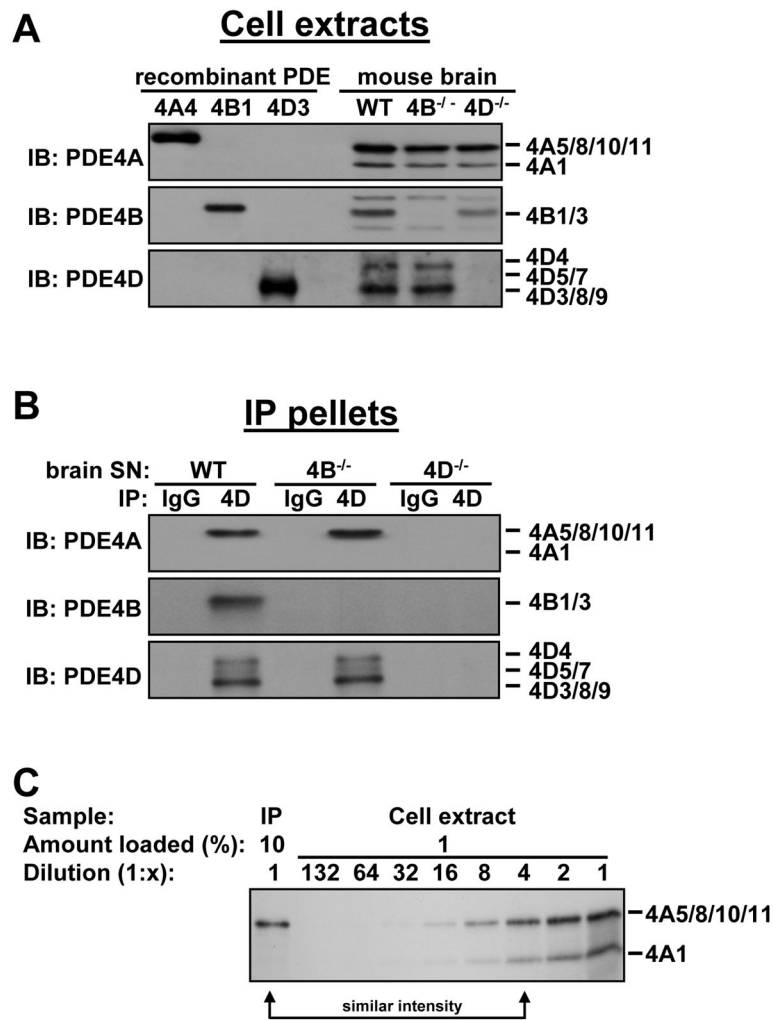 A
Cell extracts
recombinant PDE mouse brain
4A4 4B1 4D3 WT 4B-/- 4D-/-
IB: PDE4A
4A5/8/10/11
4A1
IB: PDE4B
4B1/3
IB: PDE4D
4D4
4D5/7
4D3/8/9
B
IP pellets
brain SN: WT 4B-/- 4D-/-
IP: IgG 4D IgG 4D IgG 4D
IB: PDE4A
4A5/8/10/11
4A1
IB: PDE4B
4B1/3
IB: PDE4D
4D4
4D5/7
4D3/8/9
C
Sample: IP Cell extract
Amount loaded (%): 10 1
Dilution (1:x): 1 132 64 32 16 8 4 2 1
4A5/8/10/11
4A1
similar intensity